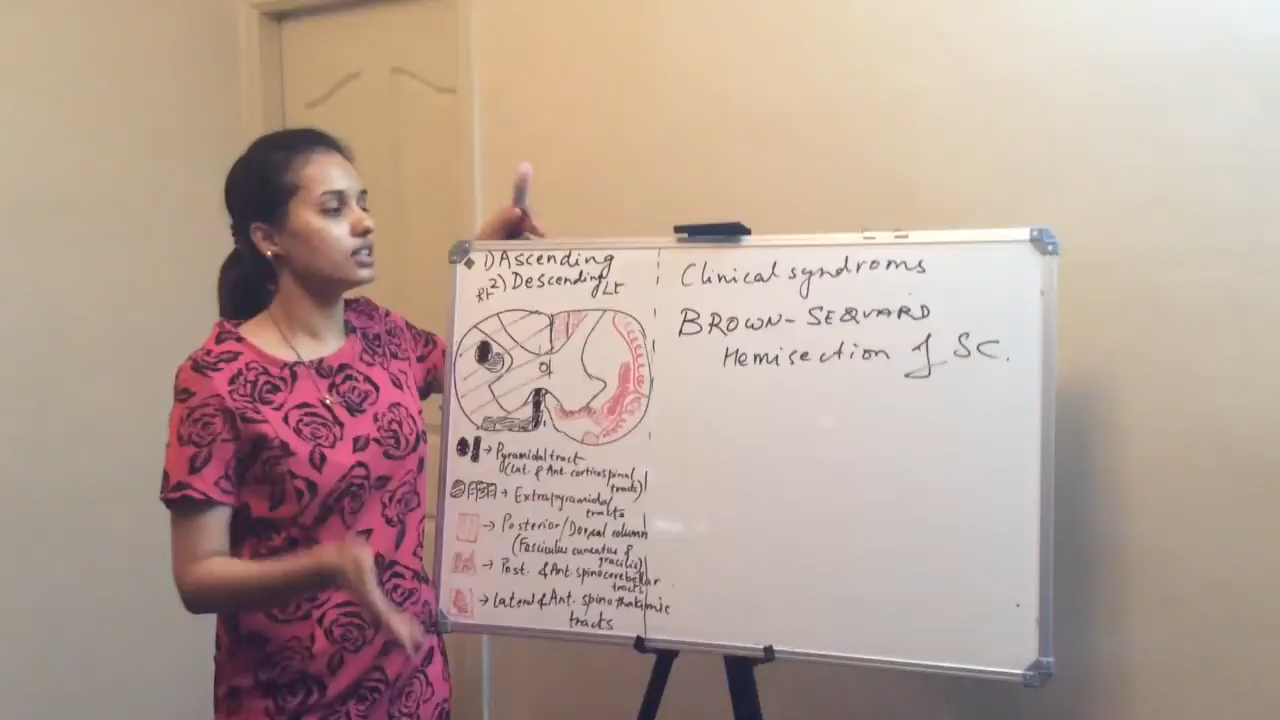 1) Ascending
2) Descending
Rt
Lt
→ Pyramidal tract
(Lat. & Ant. corticospinal
tracts)
→ Extrapyramidal
tracts
→ Posterior/Dorsal column
(Fasciculus cuneatus &
gracilis)
→ Post. & Ant. spinocerebellar
tracts
→ Lateral & Ant. spinothalamic
tracts
Clinical syndroms
BROWN-SEQUARD
Hemisection of SC.